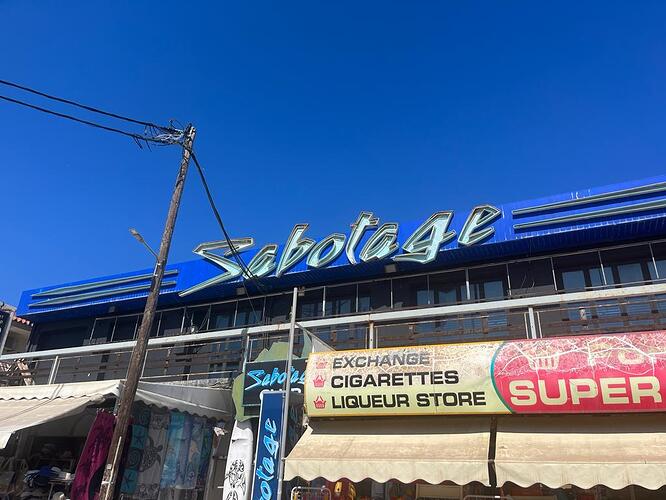 Sabotage
Sabotage
Sabotage
EXCHANGE
CIGARETTES
LIQUEUR STORE
SUPER